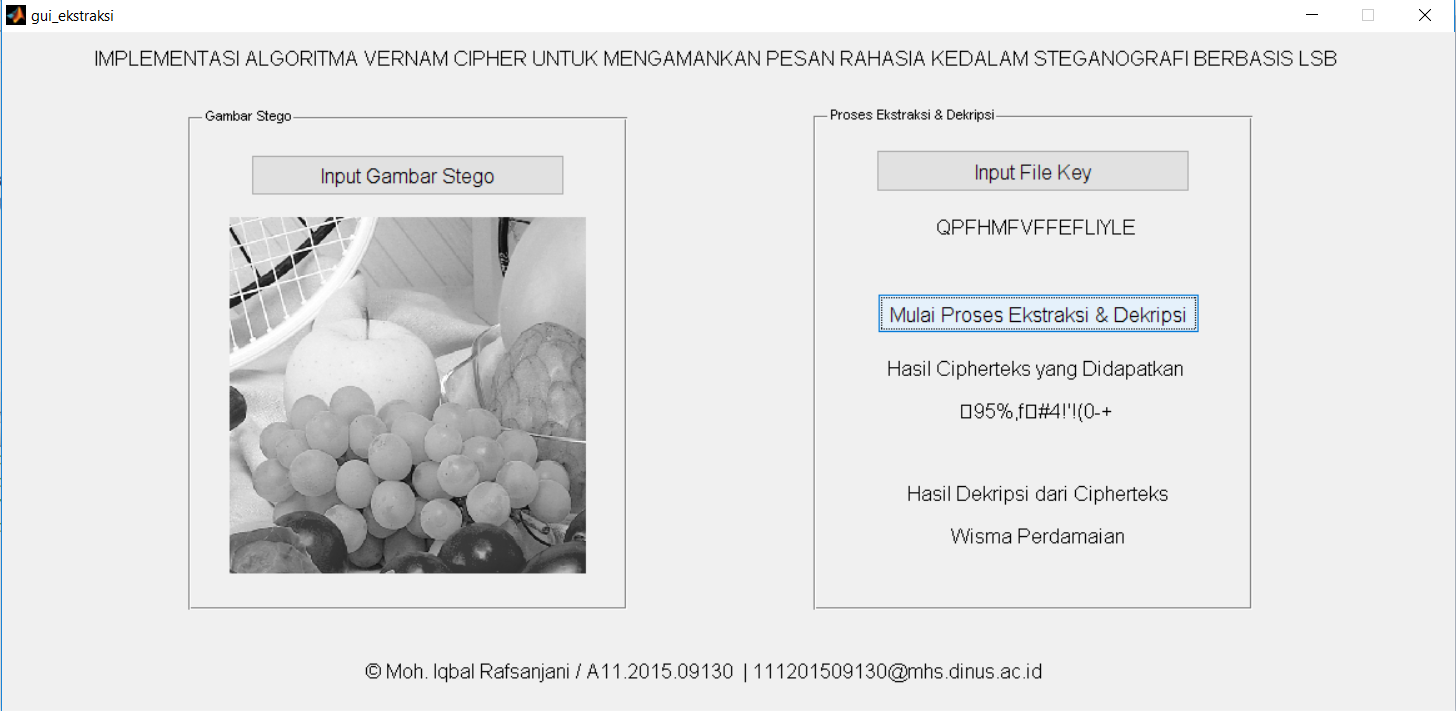 gui_ekstraksi
IMPLEMENTASI ALGORITMA VERNAM CIPHER UNTUK MENGAMANKAN PESAN RAHASIA KEDALAM STEGANOGRAFI BERBASIS LSB
Gambar Stego
Input Gambar Stego
Proses Ekstraksi & Dekripsi
Input File Key
QPFHMFVFFEFLIYLE
Mulai Proses Ekstraksi & Dekripsi
Hasil Cipherteks yang Didapatkan
▯95%,f▯#4!'!(0-+
Hasil Dekripsi dari Cipherteks
Wisma Perdamaian
© Moh. Iqbal Rafsanjani / A11.2015.09130 | 111201509130@mhs.dinus.ac.id